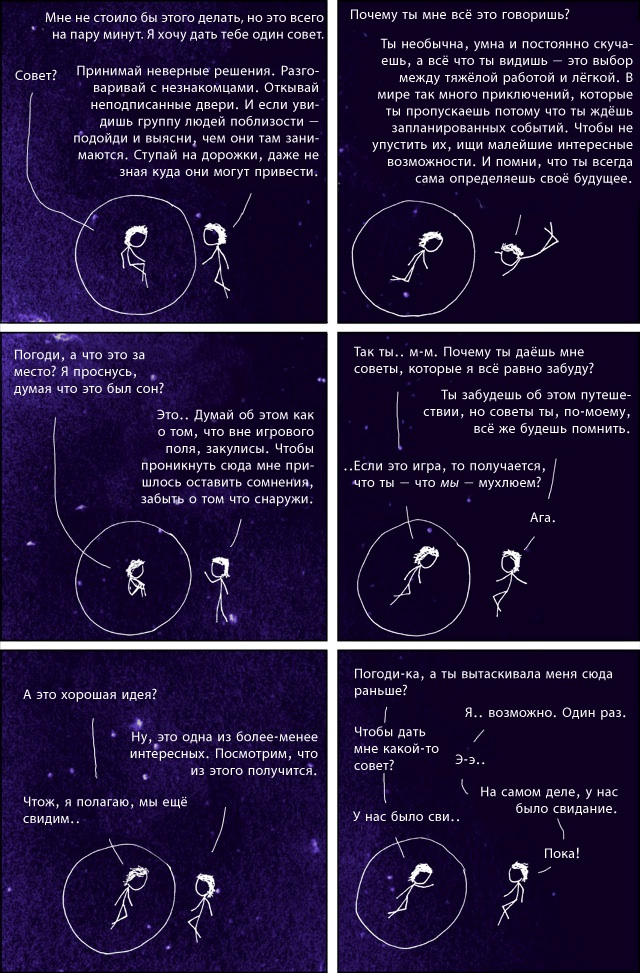 Мне не стоило бы этого делать, но это всего
на пару минут. Я хочу дать тебе один совет.
Совет?
Принимай неверные решения. Разго-
варивай с незнакомцами. Открывай
неподписанные двери. И если уви-
дишь группу людей поблизости —
подойди и выясни, чем они там зани-
маются. Ступай на дорожки, даже не
зная куда они могут привести.
Почему ты мне всё это говоришь?
Ты необычна, умна и постоянно скуча-
ешь, а всё что ты видишь — это выбор
между тяжёлой работой и лёгкой. В
мире так много приключений, которые
ты пропускаешь потому что ты ждёшь
запланированных событий. Чтобы не
упустить их, ищи малейшие интересные
возможности. И помни, что ты всегда
сама определяешь своё будущее.
Погоди, а что это за
место? Я проснусь,
думая что это был сон?
Это.. Думай об этом как
о том, что вне игрового
поля, закулисы. Чтобы
проникнуть сюда мне при-
шлось оставить сомнения,
забыть о том что снаружи.
Так ты.. м-м. Почему ты даёшь мне
советы, которые я всё равно забуду?
Ты забудешь об этом путеше-
ствии, но советы ты, по-моему,
всё же будешь помнить.
..Если это игра, то получается,
что ты — что мы — мухлюем?
Ага.
А это хорошая идея?
Ну, это одна из более-менее
интересных. Посмотрим, что
из этого получится.
Чтож, я полагаю, мы ещё
свидим..
Погоди-ка, а ты вытаскивала меня сюда
раньше?
Я.. возможно. Один раз.
Чтобы дать
мне какой-то
совет?
Э-э..
На самом деле, у нас
было свидание.
У нас было сви..
Пока!